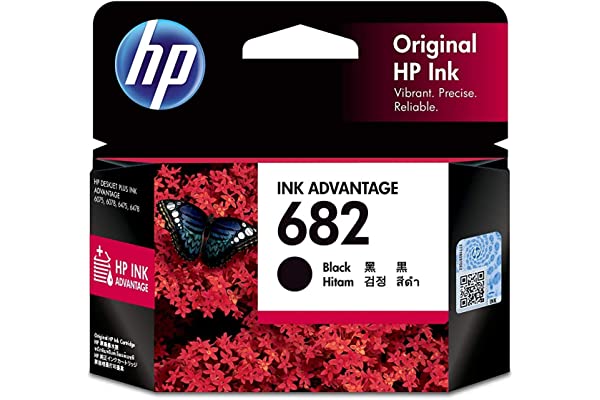 hp
Original
HP Ink
Vibrant. Precise.
Reliable.
HP DESKJET PLUS INK
ADVANTAGE
6075, 6078, 6475, 6478
HP INK
ADVANTAGE
INK ADVANTAGE
682
Black 黑 黒
Hitam 검정 สีดำ
Original HP Ink Cartridge